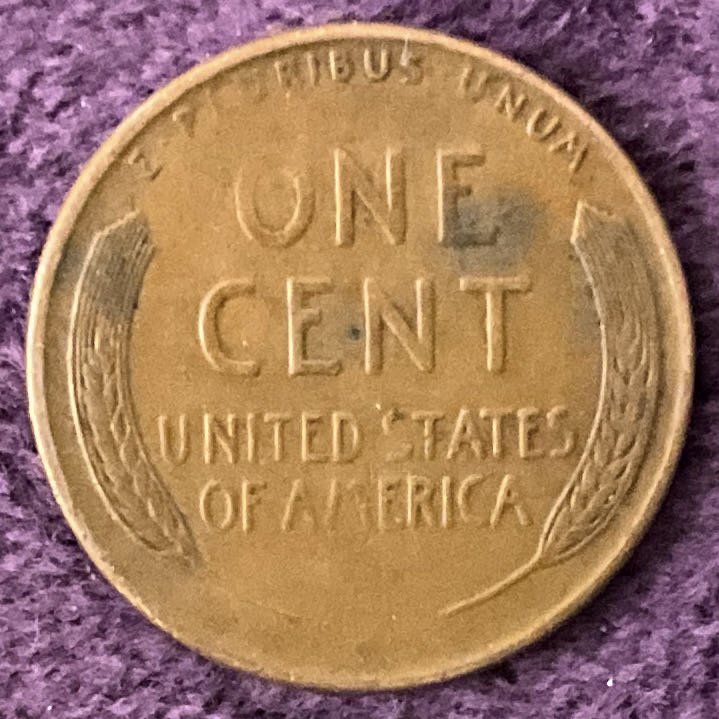 E · PLURIBUS · UNUM
ONE
CENT
UNITED STATES
OF AMERICA